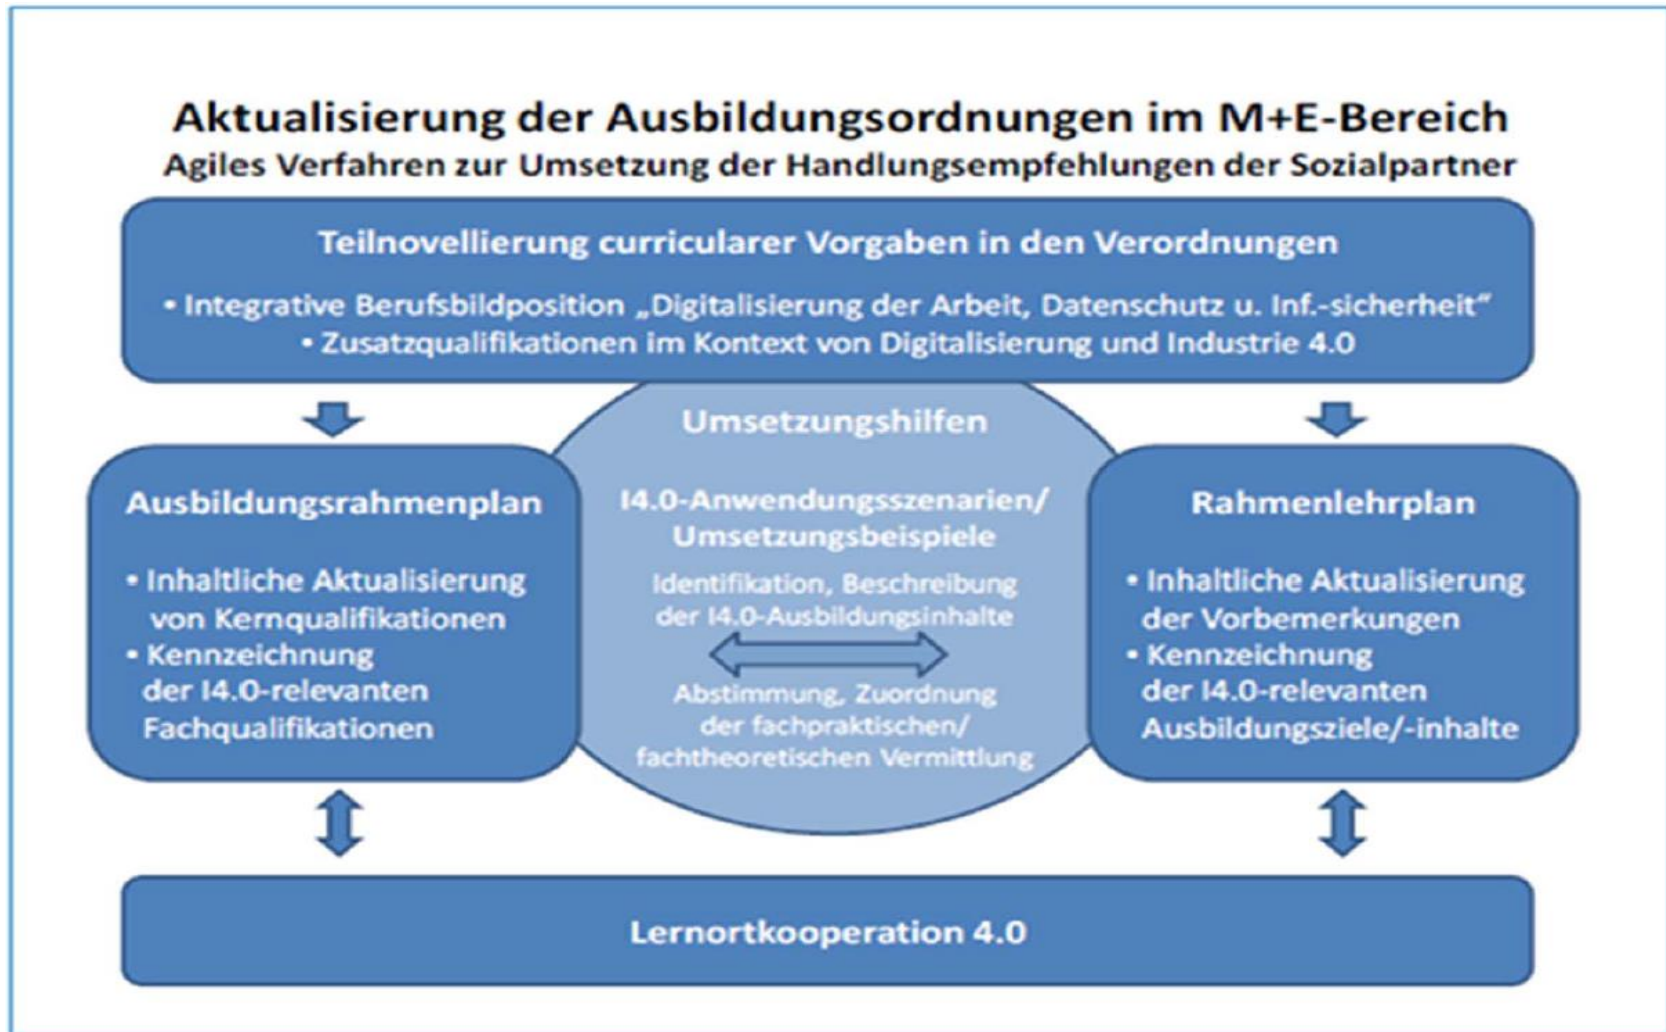 Aktualisierung der Ausbildungsordnungen im M+E-Bereich
Agiles Verfahren zur Umsetzung der Handlungsempfehlungen der Sozialpartner
Teilnovellierung curricularer Vorgaben in den Verordnungen
• Integrative Berufsbildposition „Digitalisierung der Arbeit, Datenschutz u. Inf.-sicherheit“
• Zusatzqualifikationen im Kontext von Digitalisierung und Industrie 4.0
Ausbildungsrahmenplan
• Inhaltliche Aktualisierung
von Kernqualifikationen
• Kennzeichnung
der I4.0-relevanten
Fachqualifikationen
Umsetzungshilfen
I4.0-Anwendungsszenarien/
Umsetzungsbeispiele
Identifikation, Beschreibung
der I4.0-Ausbildungsinhalte
Abstimmung, Zuordnung
der fachpraktischen/
fachtheoretischen Vermittlung
Rahmenlehrplan
• Inhaltliche Aktualisierung
der Vorbemerkungen
• Kennzeichnung
der I4.0-relevanten
Ausbildungsziele/-inhalte
Lernortkooperation 4.0